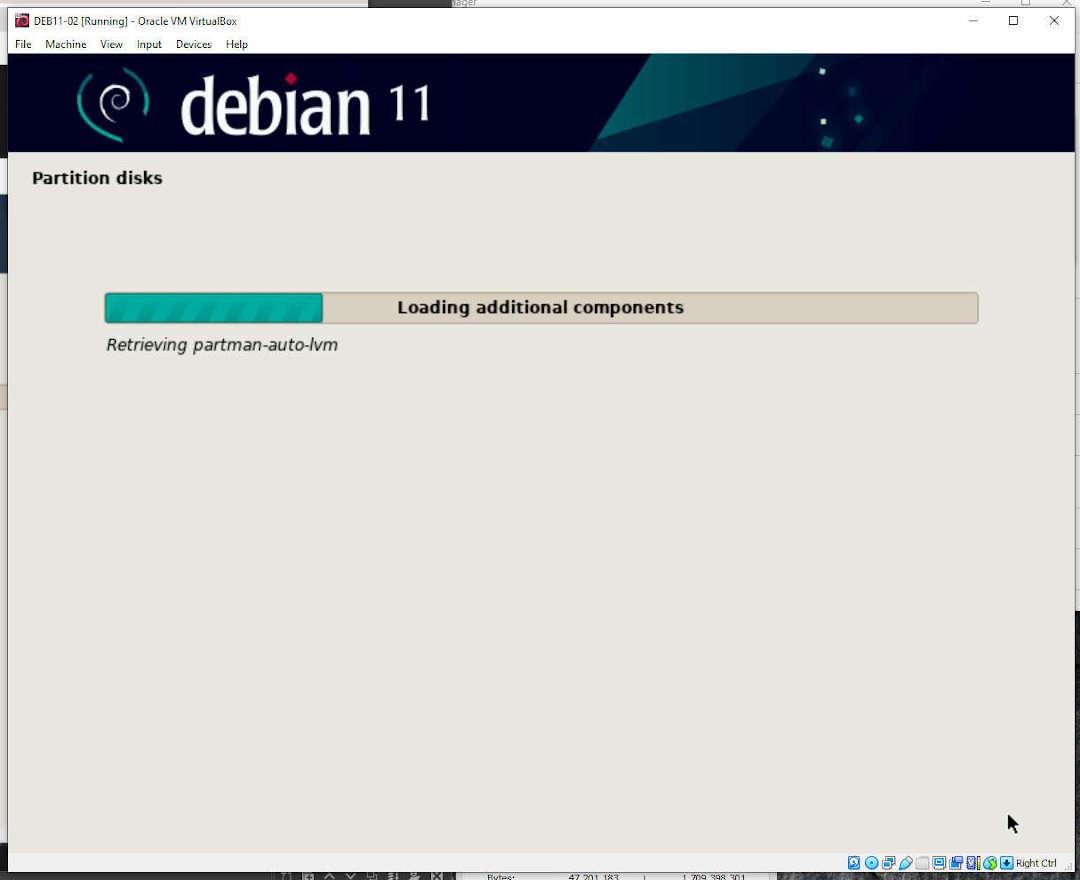 DEB11-02 [Running] - Oracle VM VirtualBox
File Machine View Input Devices Help
debian 11
Partition disks
Loading additional components
Retrieving partman-auto-lvm
Right Ctrl
Bytes: 47,201,183 1,709,398,301